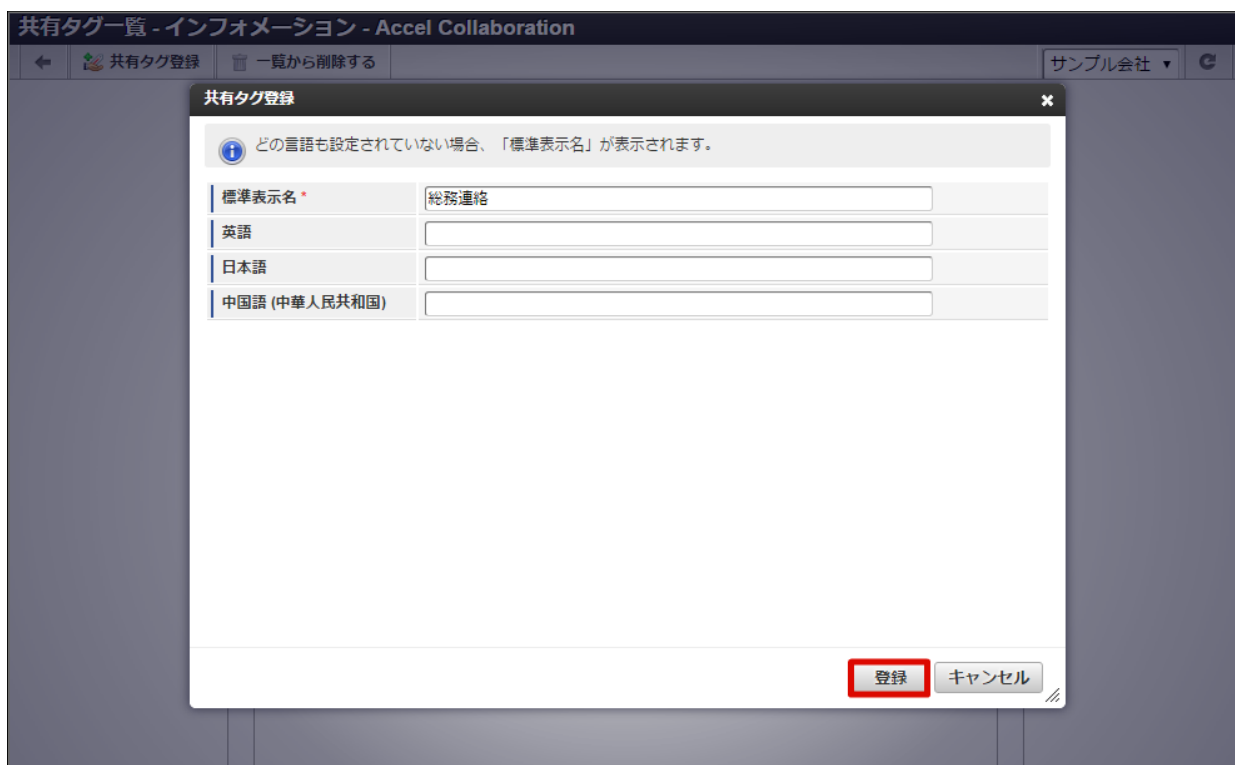 共有タグ一覧 - インフォメーション - Accel Collaboration
共有タグ登録 一覧から削除する サンプル会社
共有タグ登録
どの言語も設定されていない場合、「標準表示名」が表示されます。
標準表示名 * 総務連絡
英語
日本語
中国語 (中華人民共和国)
登録 キャンセル